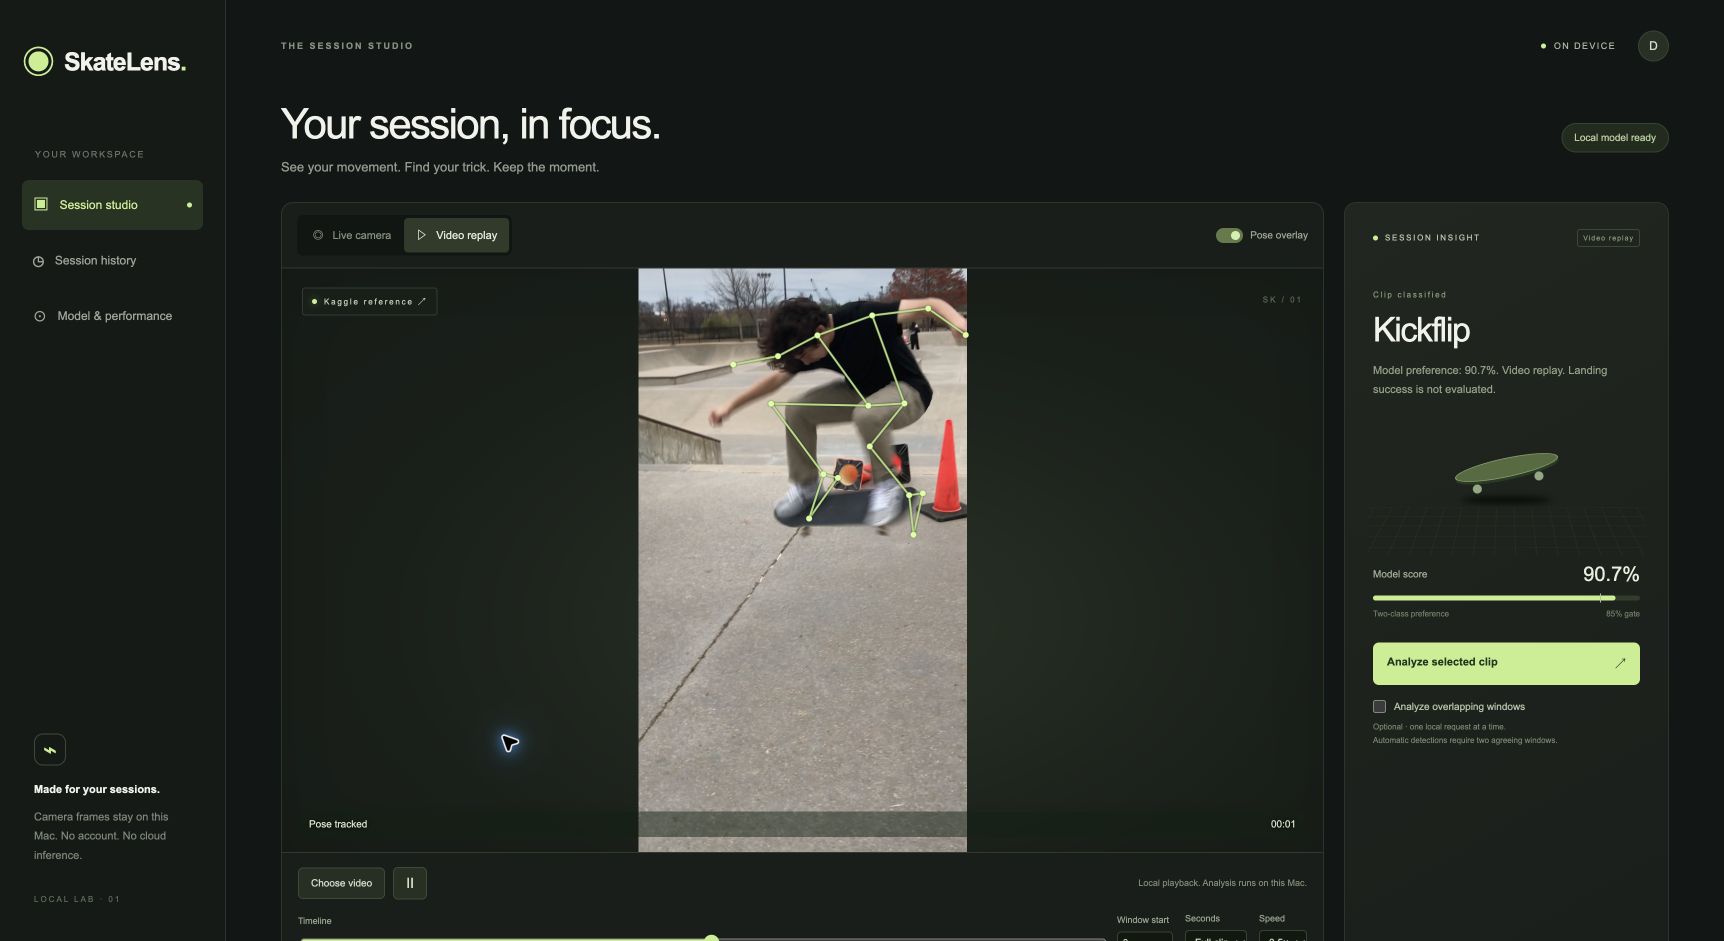 SkateLens.
THE SESSION STUDIO
ON DEVICE
D
YOUR WORKSPACE
Session studio
Session history
Model & performance
Your session, in focus.
See your movement. Find your trick. Keep the moment.
Local model ready
Live camera
Video replay
Pose overlay
Kaggle reference
SK / 01
Pose tracked
00:01
Choose video
Local playback. Analysis runs on this Mac.
Timeline
Window start
Seconds
Speed
SESSION INSIGHT
Video replay
Clip classified
Kickflip
Model preference: 90.7%. Video replay. Landing
success is not evaluated.
Model score
90.7%
Two-class preference
85% gate
Analyze selected clip
Analyze overlapping windows
Optional · one local request at a time.
Automatic detections require two agreeing windows.
Made for your sessions.
Camera frames stay on this
Mac. No account. No cloud
inference.
LOCAL LAB · 01